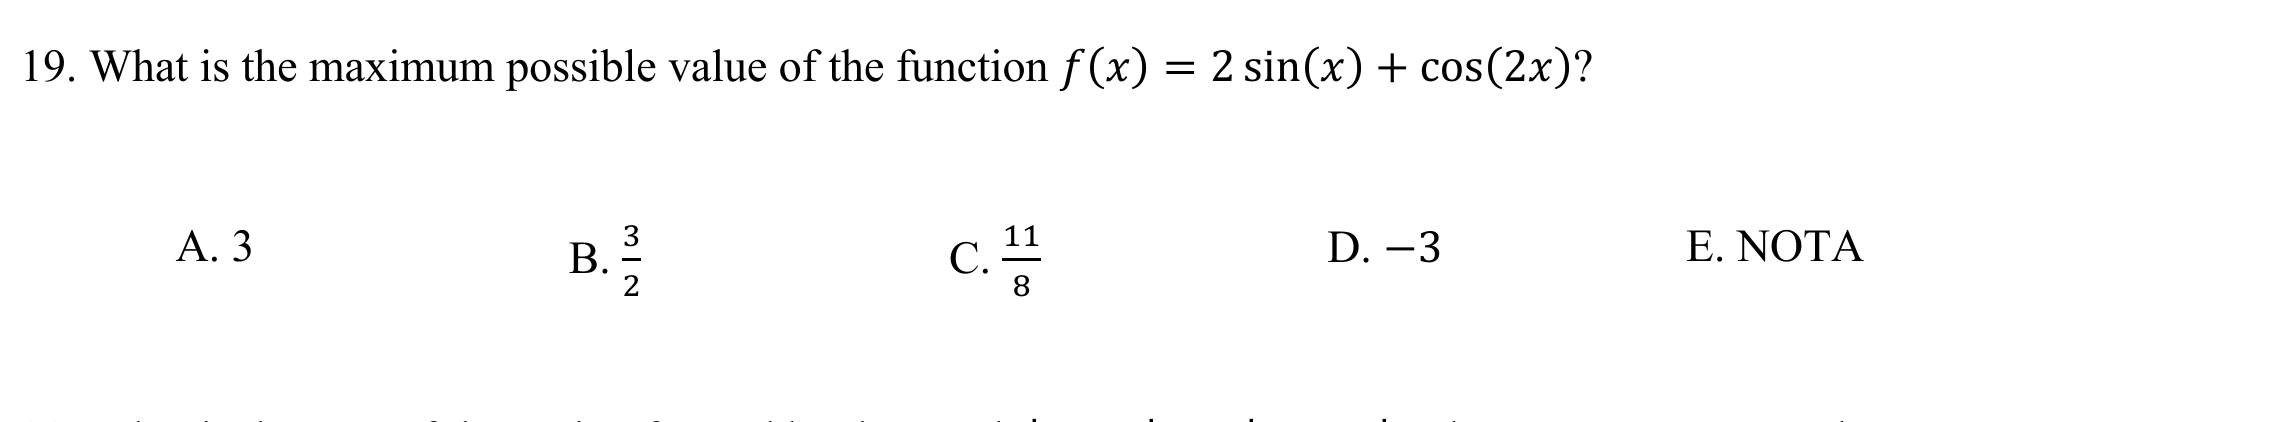 19. What is the maximum possible value of the function f(x) = 2 sin(x) + cos(2x)?
A. 3 B. 3/2 C. 11/8 D. −3 E. NOTA